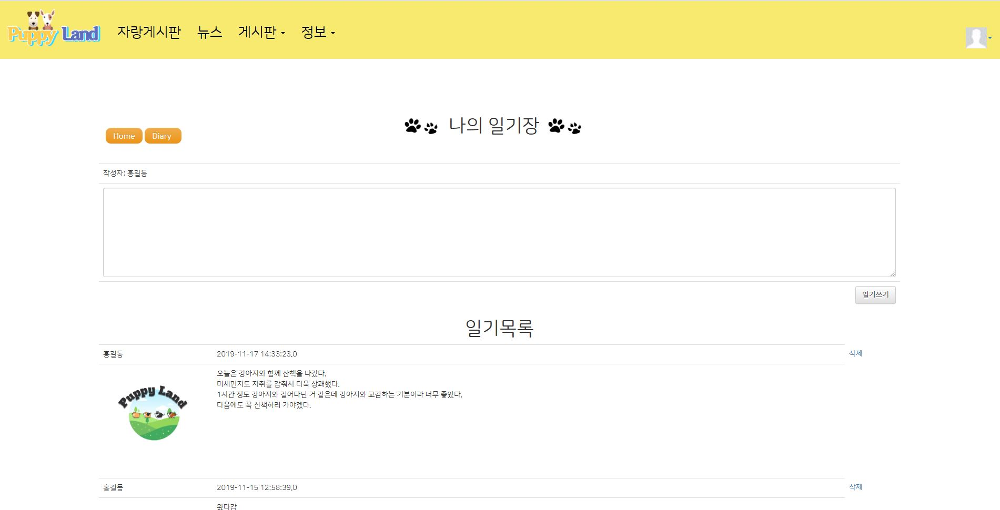 Puppy Land
자랑게시판 뉴스 게시판 정보
나의 일기장
Home Diary
작성자: 홍길동
일기쓰기
일기목록
홍길동 2019-11-17 14:33:23.0 삭제
오늘은 강아지와 함께 산책을 나갔다.
미세먼지도 자취를 감춰서 더욱 상쾌했다.
1시간 정도 강아지와 걸어다닌 거 같은데 강아지와 교감하는 기분이라 너무 좋았다.
다음에도 꼭 산책하러 가야겠다.
Puppy Land
홍길동 2019-11-15 12:58:39.0 삭제
왔다감